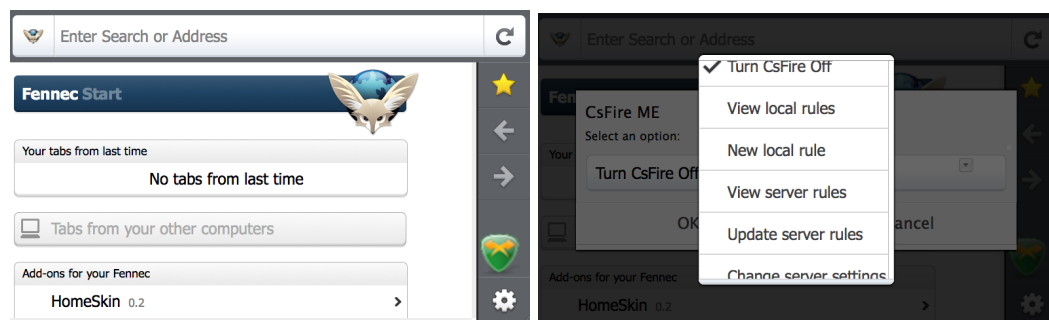 Enter Search or Address
Fennec Start
Your tabs from last time
No tabs from last time
Tabs from your other computers
Add-ons for your Fennec
HomeSkin 0.2
Enter Search or Address
Fen
CsFire ME
Select an option:
Your
Turn CsFire Off
OK
ancel
Add-ons for your Fennec
HomeSkin 0.2
Turn CsFire Off
View local rules
New local rule
View server rules
Update server rules
Change server settings